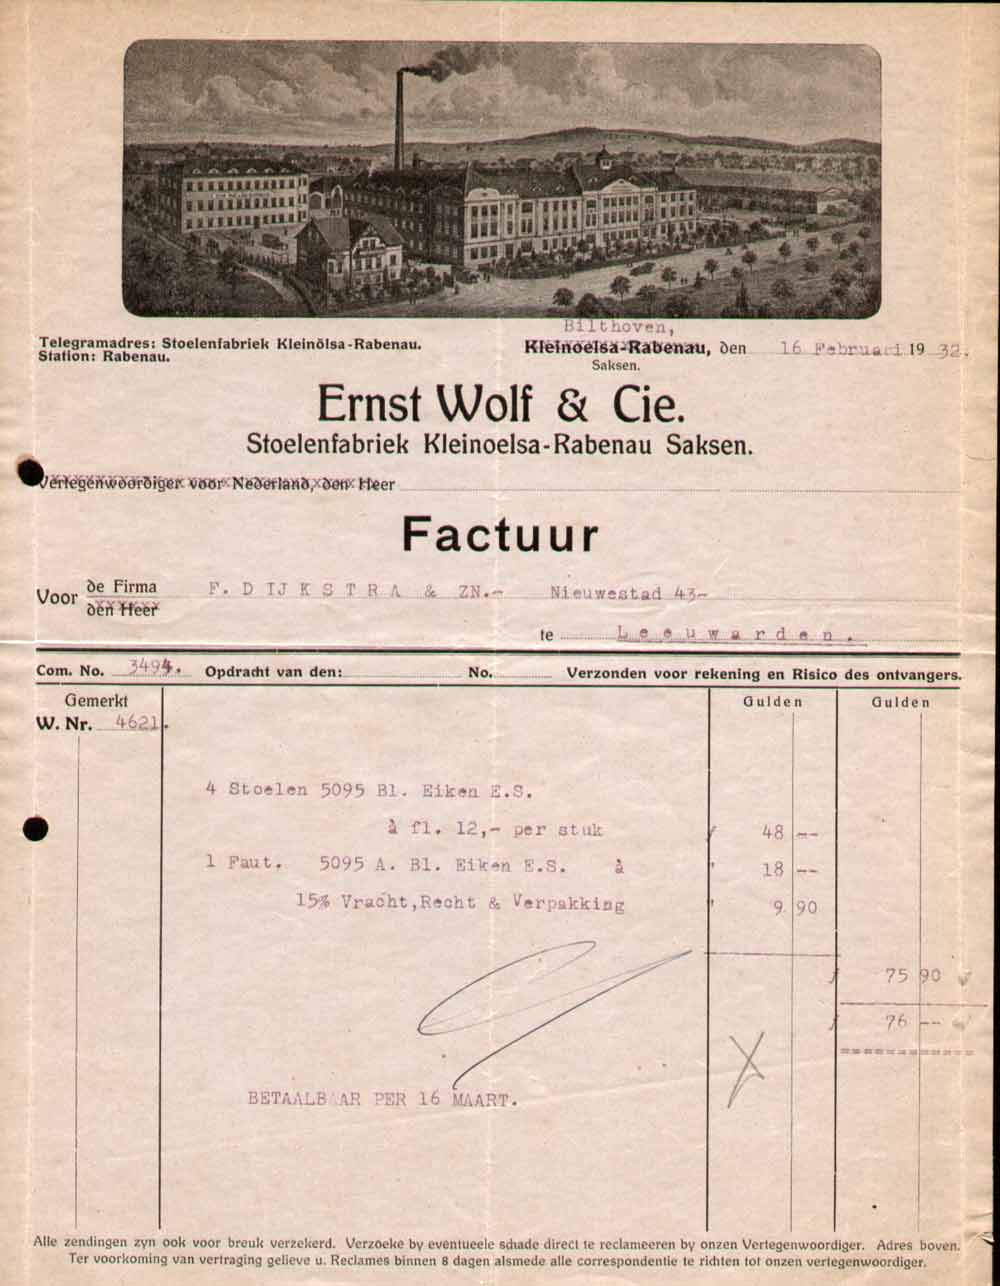 Bilthoven,
Telegramadres: Stoelenfabriek Kleinölsa-Rabenau.
Kleinoelsa-Rabenau, den 16 Februari 1932.
Station: Rabenau.
Saksen.
Ernst Wolf & Cie.
Stoelenfabriek Kleinoelsa-Rabenau Saksen.
Vertegenwoordiger voor Nederland, den Heer
Factuur
Voor de Firma F. DIJKSTRA & ZN.- Nieuwestad 43-
den Heer
te Leeuwarden.
Com. No. 3494. Opdracht van den: No. Verzonden voor rekening en Risico des ontvangers.
Gemerkt Gulden Gulden
W. Nr. 4621.
4 Stoelen 5095 Bl. Eiken E.S.
à fl. 12,- per stuk f 48 --
1 Faut. 5095 A. Bl. Eiken E.S. à " 18 --
15% Vracht,Recht & Verpakking " 9.90
f 75 90
f 76 --
==================
BETAALBAAR PER 16 MAART.
Alle zendingen zyn ook voor breuk verzekerd. Verzoeke by eventueele schade direct te reclameeren by onzen Vertegenwoordiger. Adres boven.
Ter voorkoming van vertraging gelieve u. Reclames binnen 8 dagen alsmede alle correspondentie te richten tot onzen vertegenwoordiger.